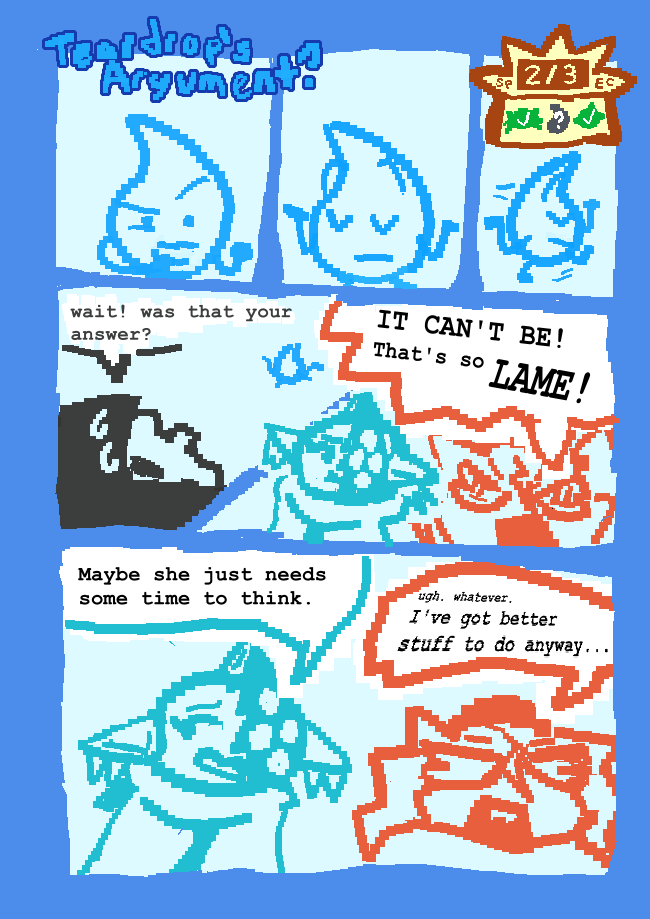 Teardrop's
Argument?
SP 2/3 EC
wait! was that your
answer?
IT CAN'T BE!
That's so LAME!
Maybe she just needs
some time to think.
ugh. whatever.
I've got better
stuff to do anyway...